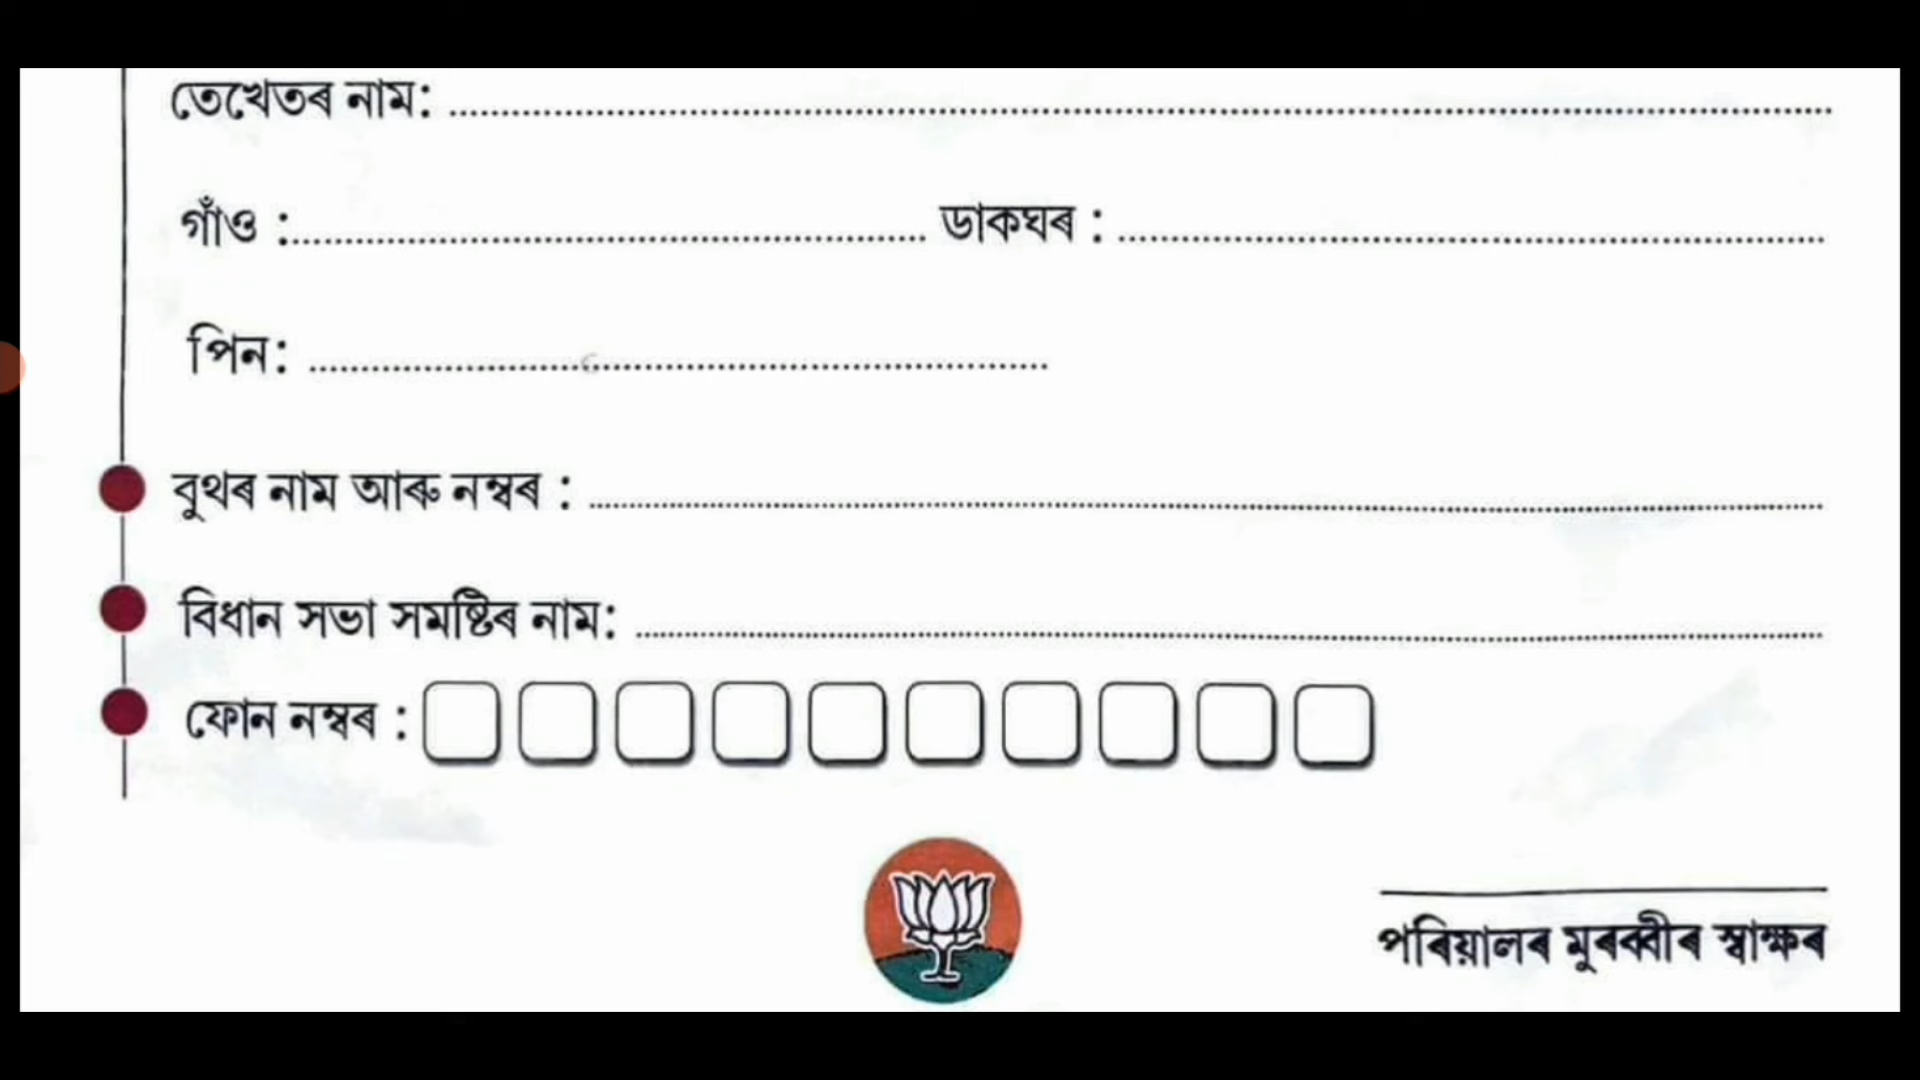 তেখেতৰ নাম: ........................................
গাঁও :........................................ ডাকঘৰ : ........................................
পিন: ........................................
বুথৰ নাম আৰু নম্বৰ : ........................................
বিধান সভা সমষ্টিৰ নাম: ........................................
ফোন নম্বৰ :
পৰিয়ালৰ মুৰব্বীৰ স্বাক্ষৰ